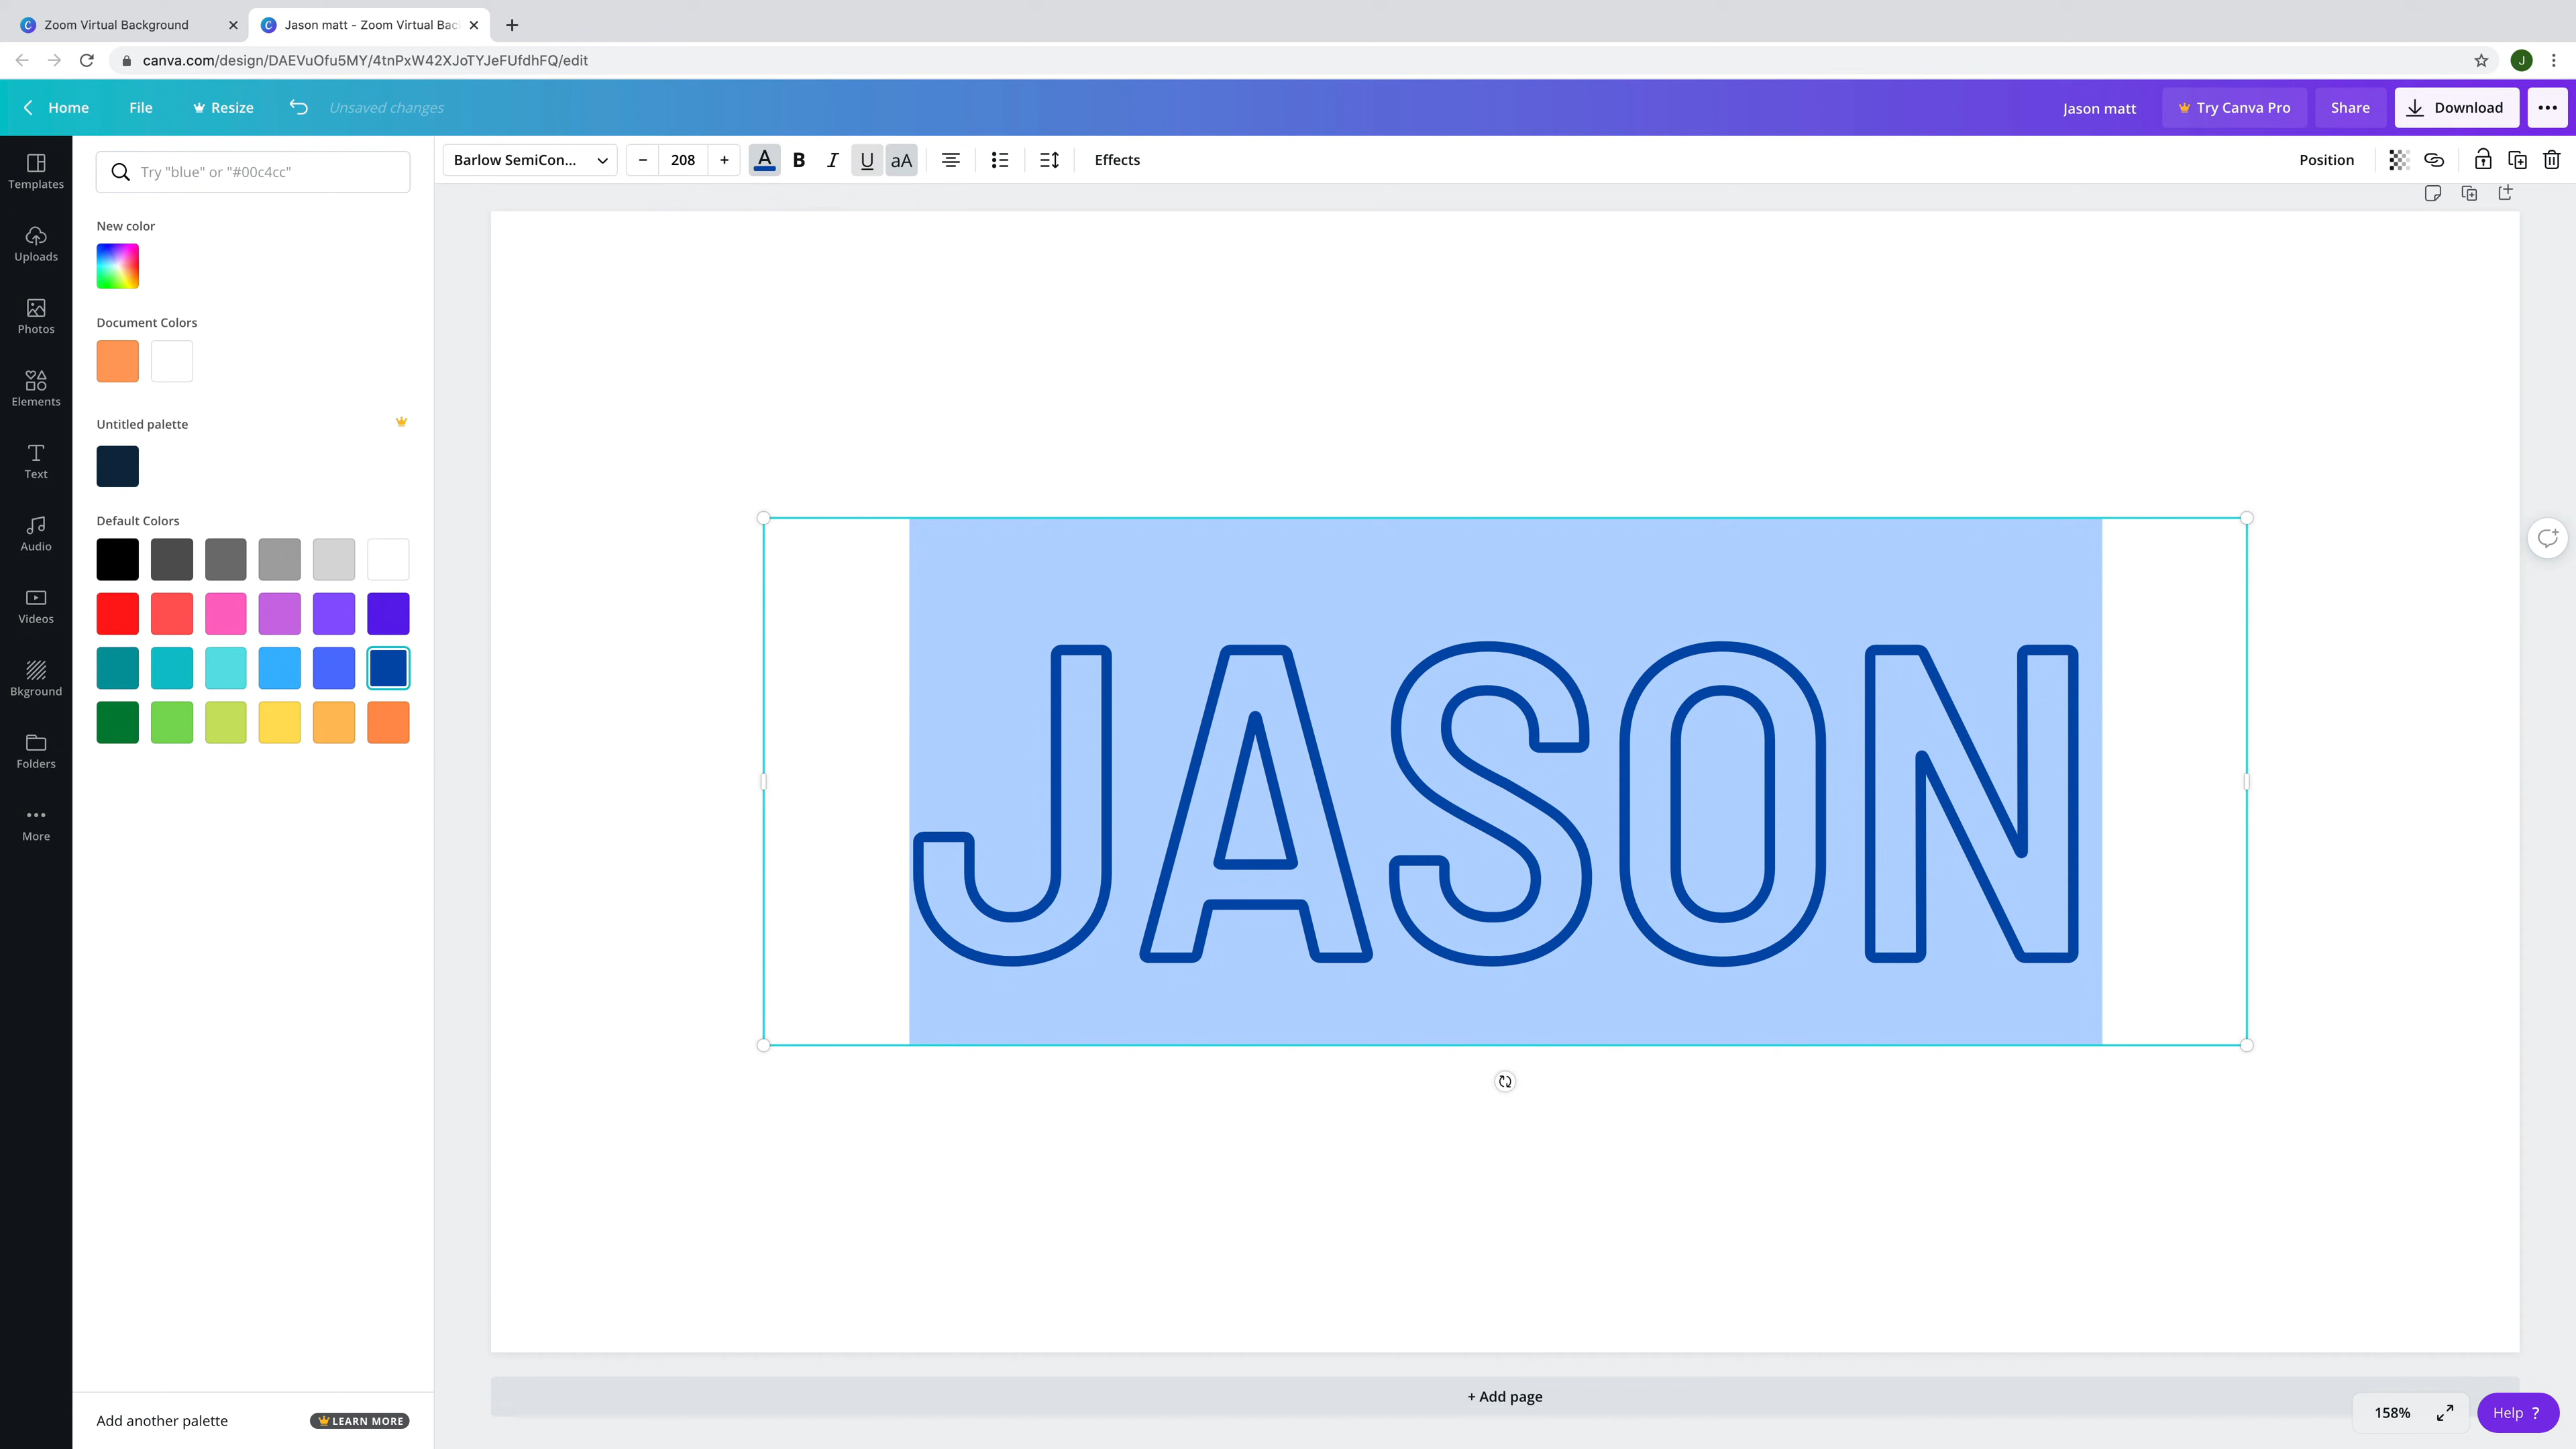 Zoom Virtual Background
Jason matt - Zoom Virtual Bac
canva.com/design/DAEVuOfu5MY/4tnPxW42XJoTYJeFUfdhFQ/edit
J
Home
File
Resize
Unsaved changes
Jason matt
Try Canva Pro
Share
Download
Templates
Uploads
Photos
Elements
Text
Audio
Videos
Bkground
Folders
More
Try "blue" or "#00c4cc"
New color
Document Colors
Untitled palette
Default Colors
Add another palette
LEARN MORE
Barlow SemiCon...
− 208 +
A B I U aA
Effects
Position
JASON
+ Add page
158%
Help ?